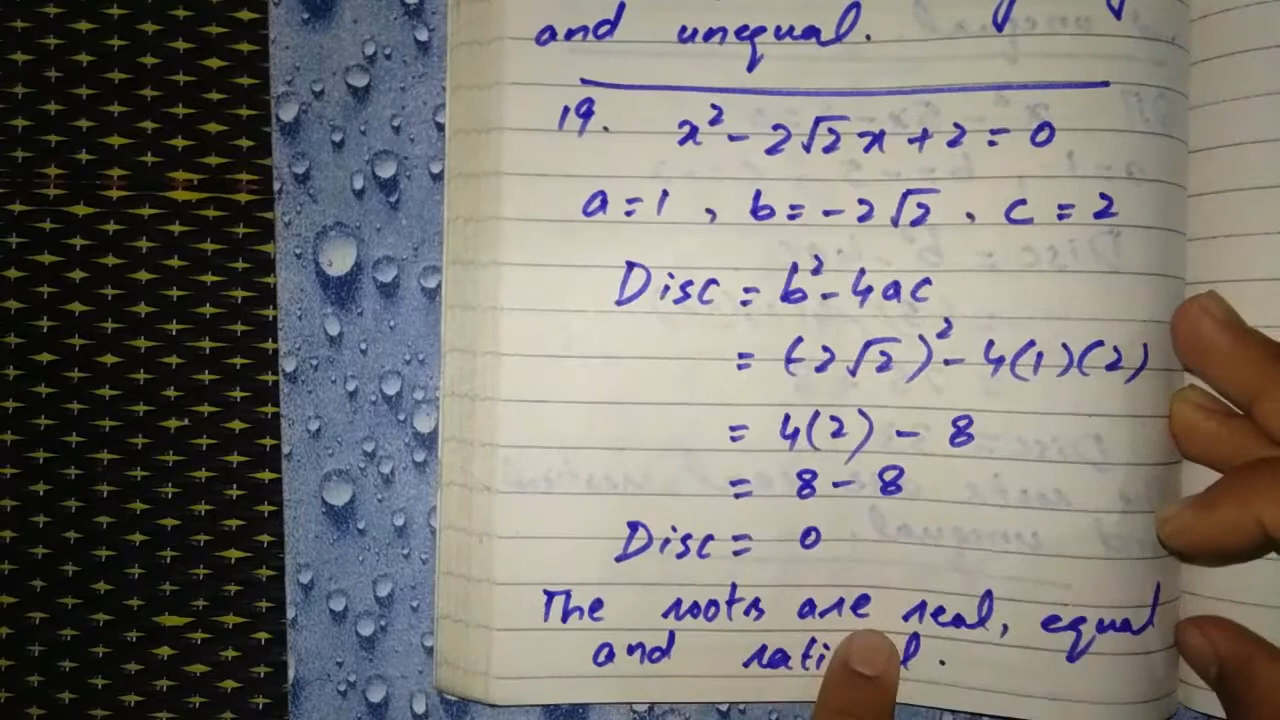 and unequal.
19. x² - 2√2x + 2 = 0
a = 1 , b = -2√2 , c = 2
Disc = b² - 4ac
= (-2√2)² - 4(1)(2)
= 4(2) - 8
= 8 - 8
Disc = 0
The roots are real, equal
and